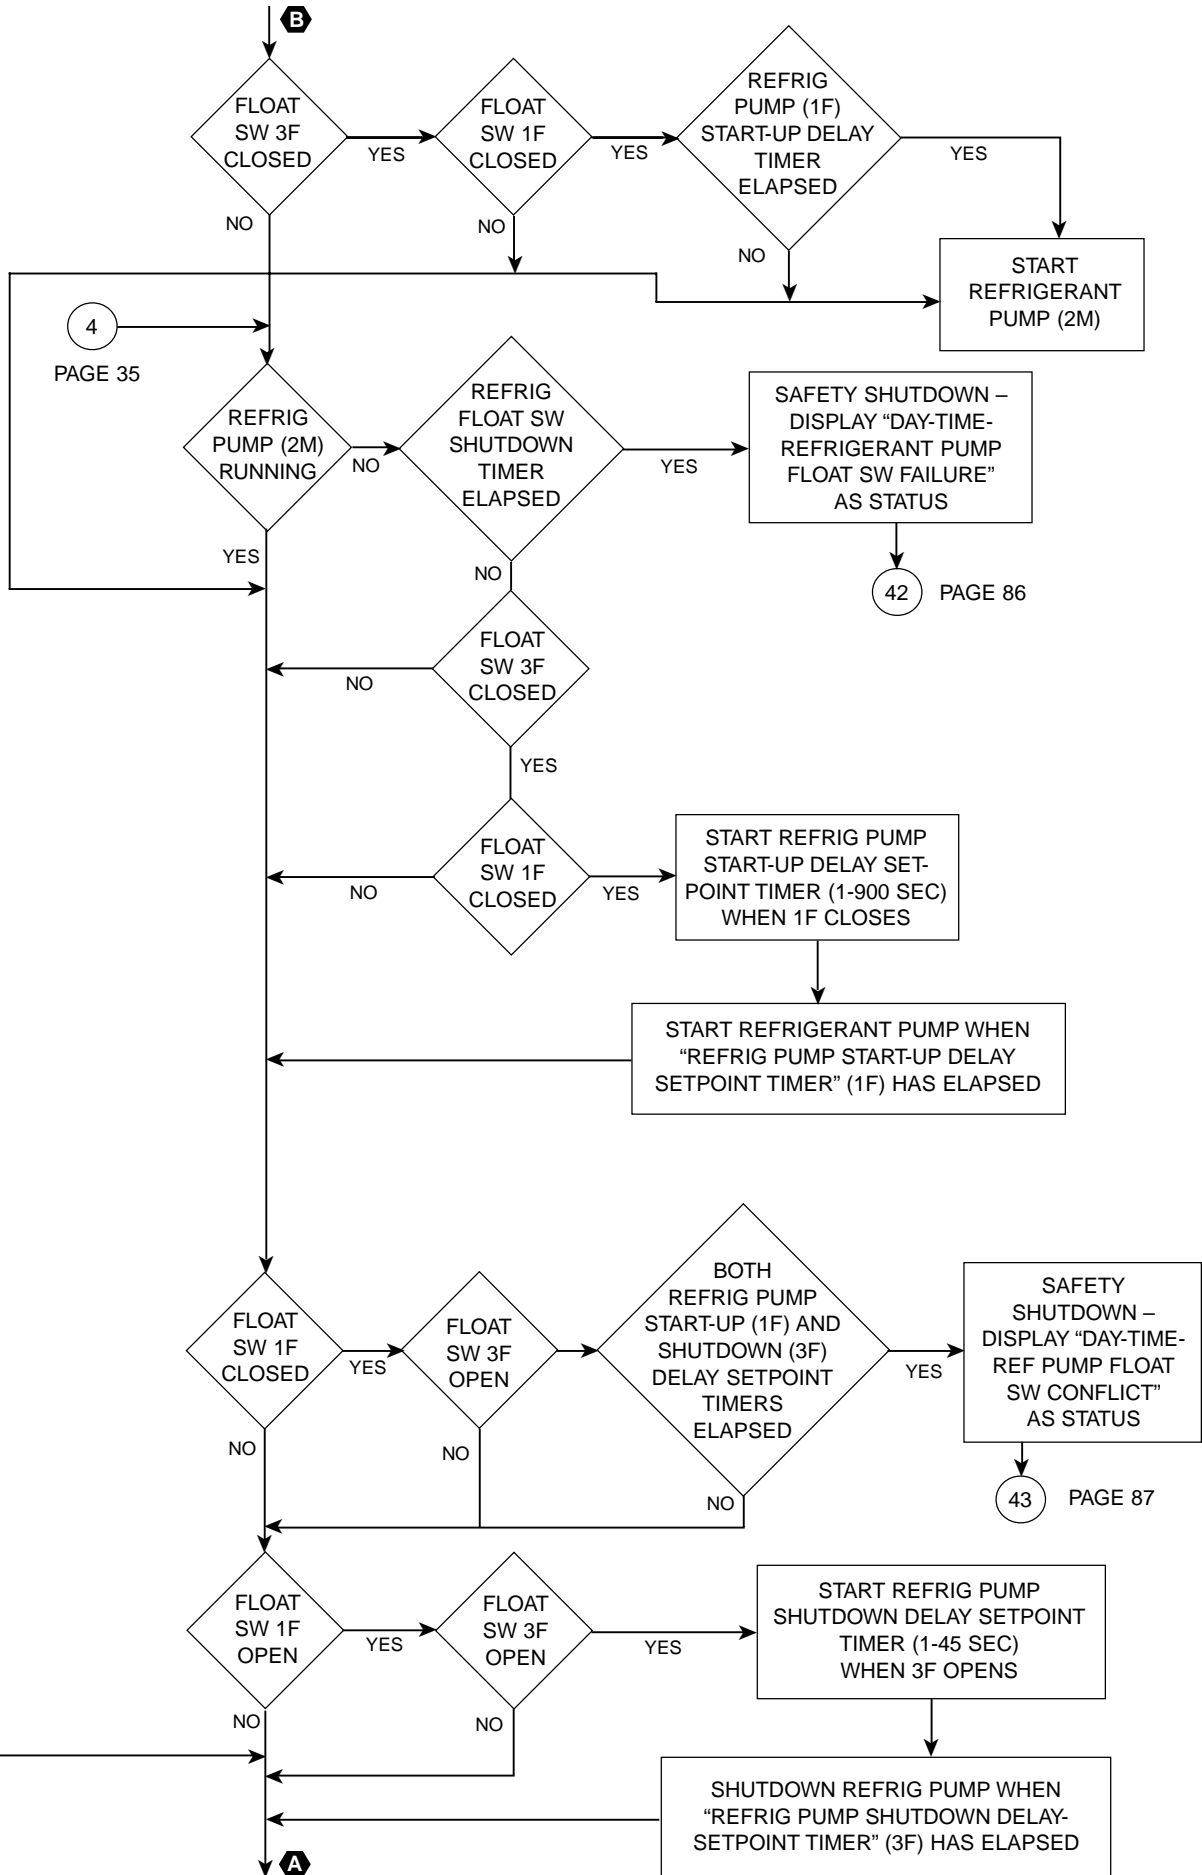 B
FLOAT
SW 3F
CLOSED
YES
NO
FLOAT
SW 1F
CLOSED
YES
NO
REFRIG
PUMP (1F)
START-UP DELAY
TIMER
ELAPSED
YES
NO
START
REFRIGERANT
PUMP (2M)
4
PAGE 35
REFRIG
PUMP (2M)
RUNNING
NO
YES
REFRIG
FLOAT SW
SHUTDOWN
TIMER
ELAPSED
YES
NO
SAFETY SHUTDOWN –
DISPLAY “DAY-TIME-
REFRIGERANT PUMP
FLOAT SW FAILURE”
AS STATUS
42
PAGE 86
FLOAT
SW 3F
CLOSED
NO
YES
FLOAT
SW 1F
CLOSED
NO
YES
START REFRIG PUMP
START-UP DELAY SET-
POINT TIMER (1-900 SEC)
WHEN 1F CLOSES
START REFRIGERANT PUMP WHEN
“REFRIG PUMP START-UP DELAY
SETPOINT TIMER” (1F) HAS ELAPSED
FLOAT
SW 1F
CLOSED
YES
NO
FLOAT
SW 3F
OPEN
NO
BOTH
REFRIG PUMP
START-UP (1F) AND
SHUTDOWN (3F)
DELAY SETPOINT
TIMERS
ELAPSED
YES
NO
SAFETY
SHUTDOWN –
DISPLAY “DAY-TIME-
REF PUMP FLOAT
SW CONFLICT”
AS STATUS
43
PAGE 87
FLOAT
SW 1F
OPEN
YES
NO
FLOAT
SW 3F
OPEN
YES
NO
START REFRIG PUMP
SHUTDOWN DELAY SETPOINT
TIMER (1-45 SEC)
WHEN 3F OPENS
SHUTDOWN REFRIG PUMP WHEN
“REFRIG PUMP SHUTDOWN DELAY-
SETPOINT TIMER” (3F) HAS ELAPSED
A